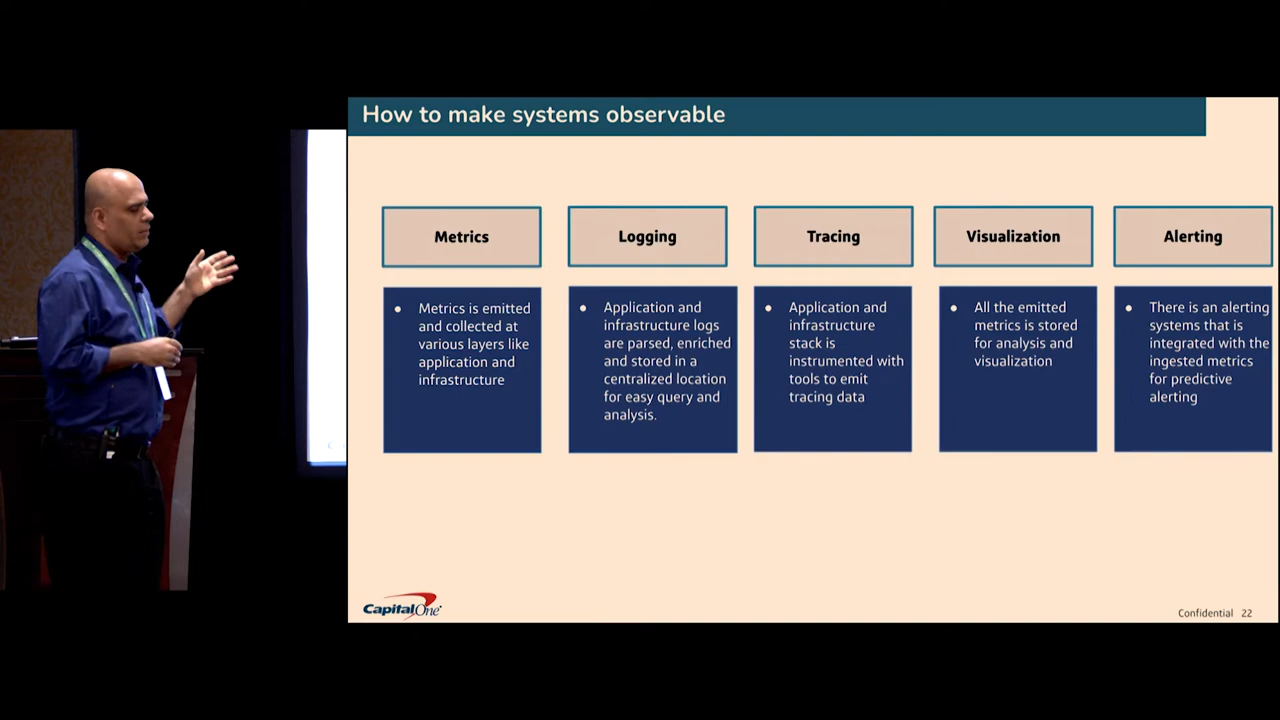 How to make systems observable
Metrics
Logging
Tracing
Visualization
Alerting
Metrics is emitted
and collected at
various layers like
application and
infrastructure
Application and
infrastructure logs
are parsed, enriched
and stored in a
centralized location
for easy query and
analysis.
Application and
infrastructure
stack is
instrumented with
tools to emit
tracing data
All the emitted
metrics is stored
for analysis and
visualization
There is an alerting
systems that is
integrated with the
ingested metrics
for predictive
alerting
CapitalOne
Confidential 22